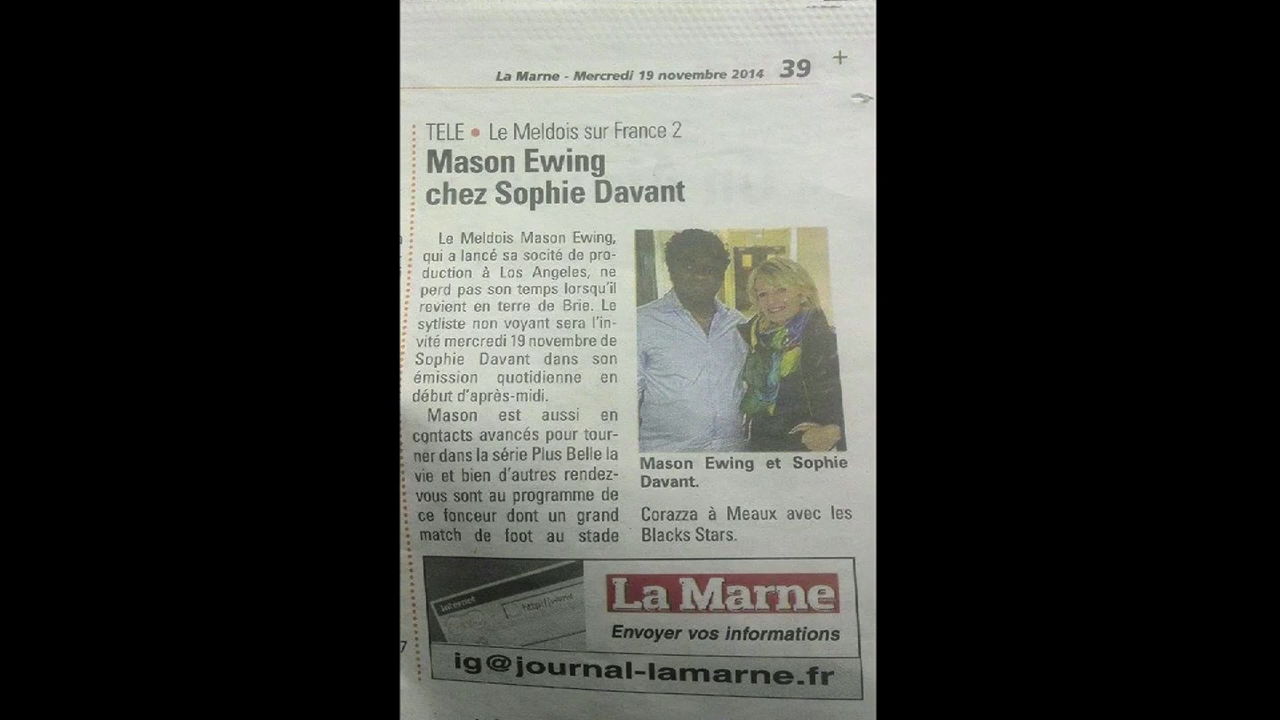 La Marne - Mercredi 19 novembre 2014 39
TELE • Le Meldois sur France 2
Mason Ewing
chez Sophie Davant
Le Meldois Mason Ewing,
qui a lancé sa socité de pro-
duction à Los Angeles, ne
perd pas son temps lorsqu'il
revient en terre de Brie. Le
sytliste non voyant sera l'in-
vité mercredi 19 novembre de
Sophie Davant dans son
émission quotidienne en
début d'après-midi.
Mason est aussi en
contacts avancés pour tour-
ner dans la série Plus Belle la
vie et bien d'autres rendez-
vous sont au programme de
ce fonceur dont un grand
match de foot au stade
Mason Ewing et Sophie
Davant.
Corazza à Meaux avec les
Blacks Stars.
Internet
La Marne
Envoyer vos informations
ig@journal-lamarne.fr